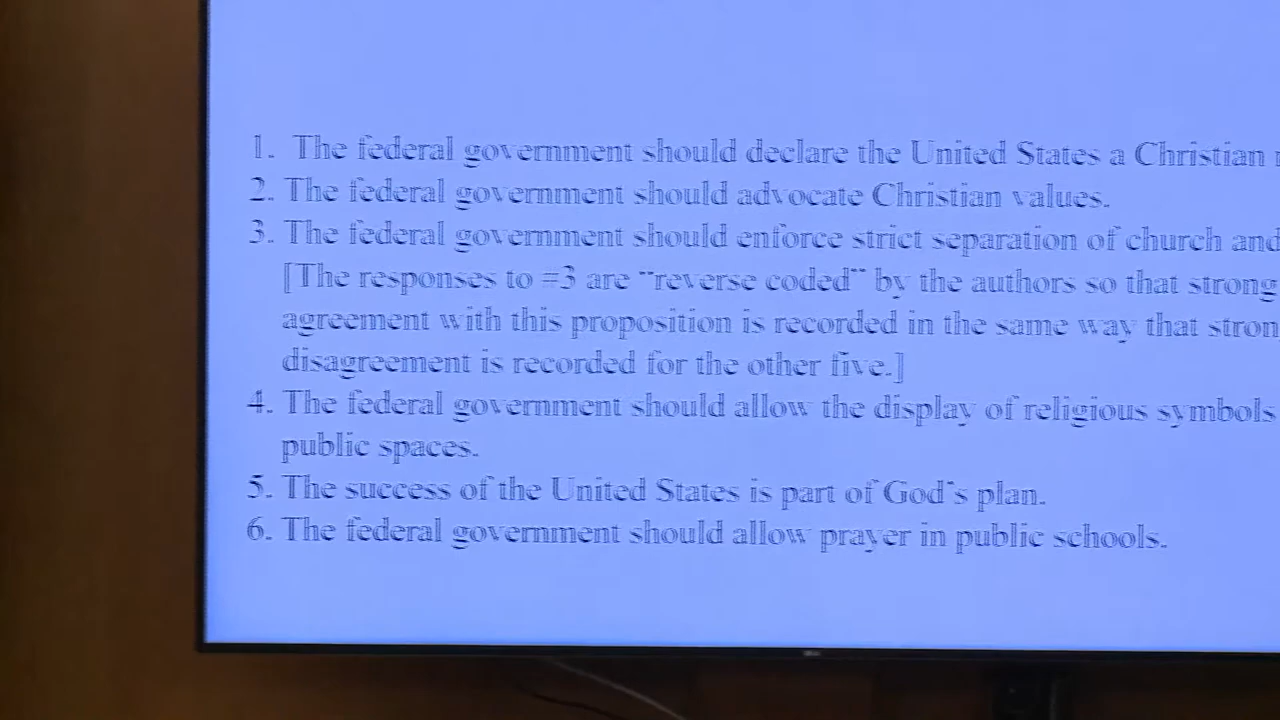 1. The federal government should declare the United States a Christian
2. The federal government should advocate Christian values.
3. The federal government should enforce strict separation of church and
[The responses to =3 are "reverse coded" by the authors so that strong
agreement with this proposition is recorded in the same way that stron
disagreement is recorded for the other five.]
4. The federal government should allow the display of religious symbols
public spaces.
5. The success of the United States is part of God's plan.
6. The federal government should allow prayer in public schools.